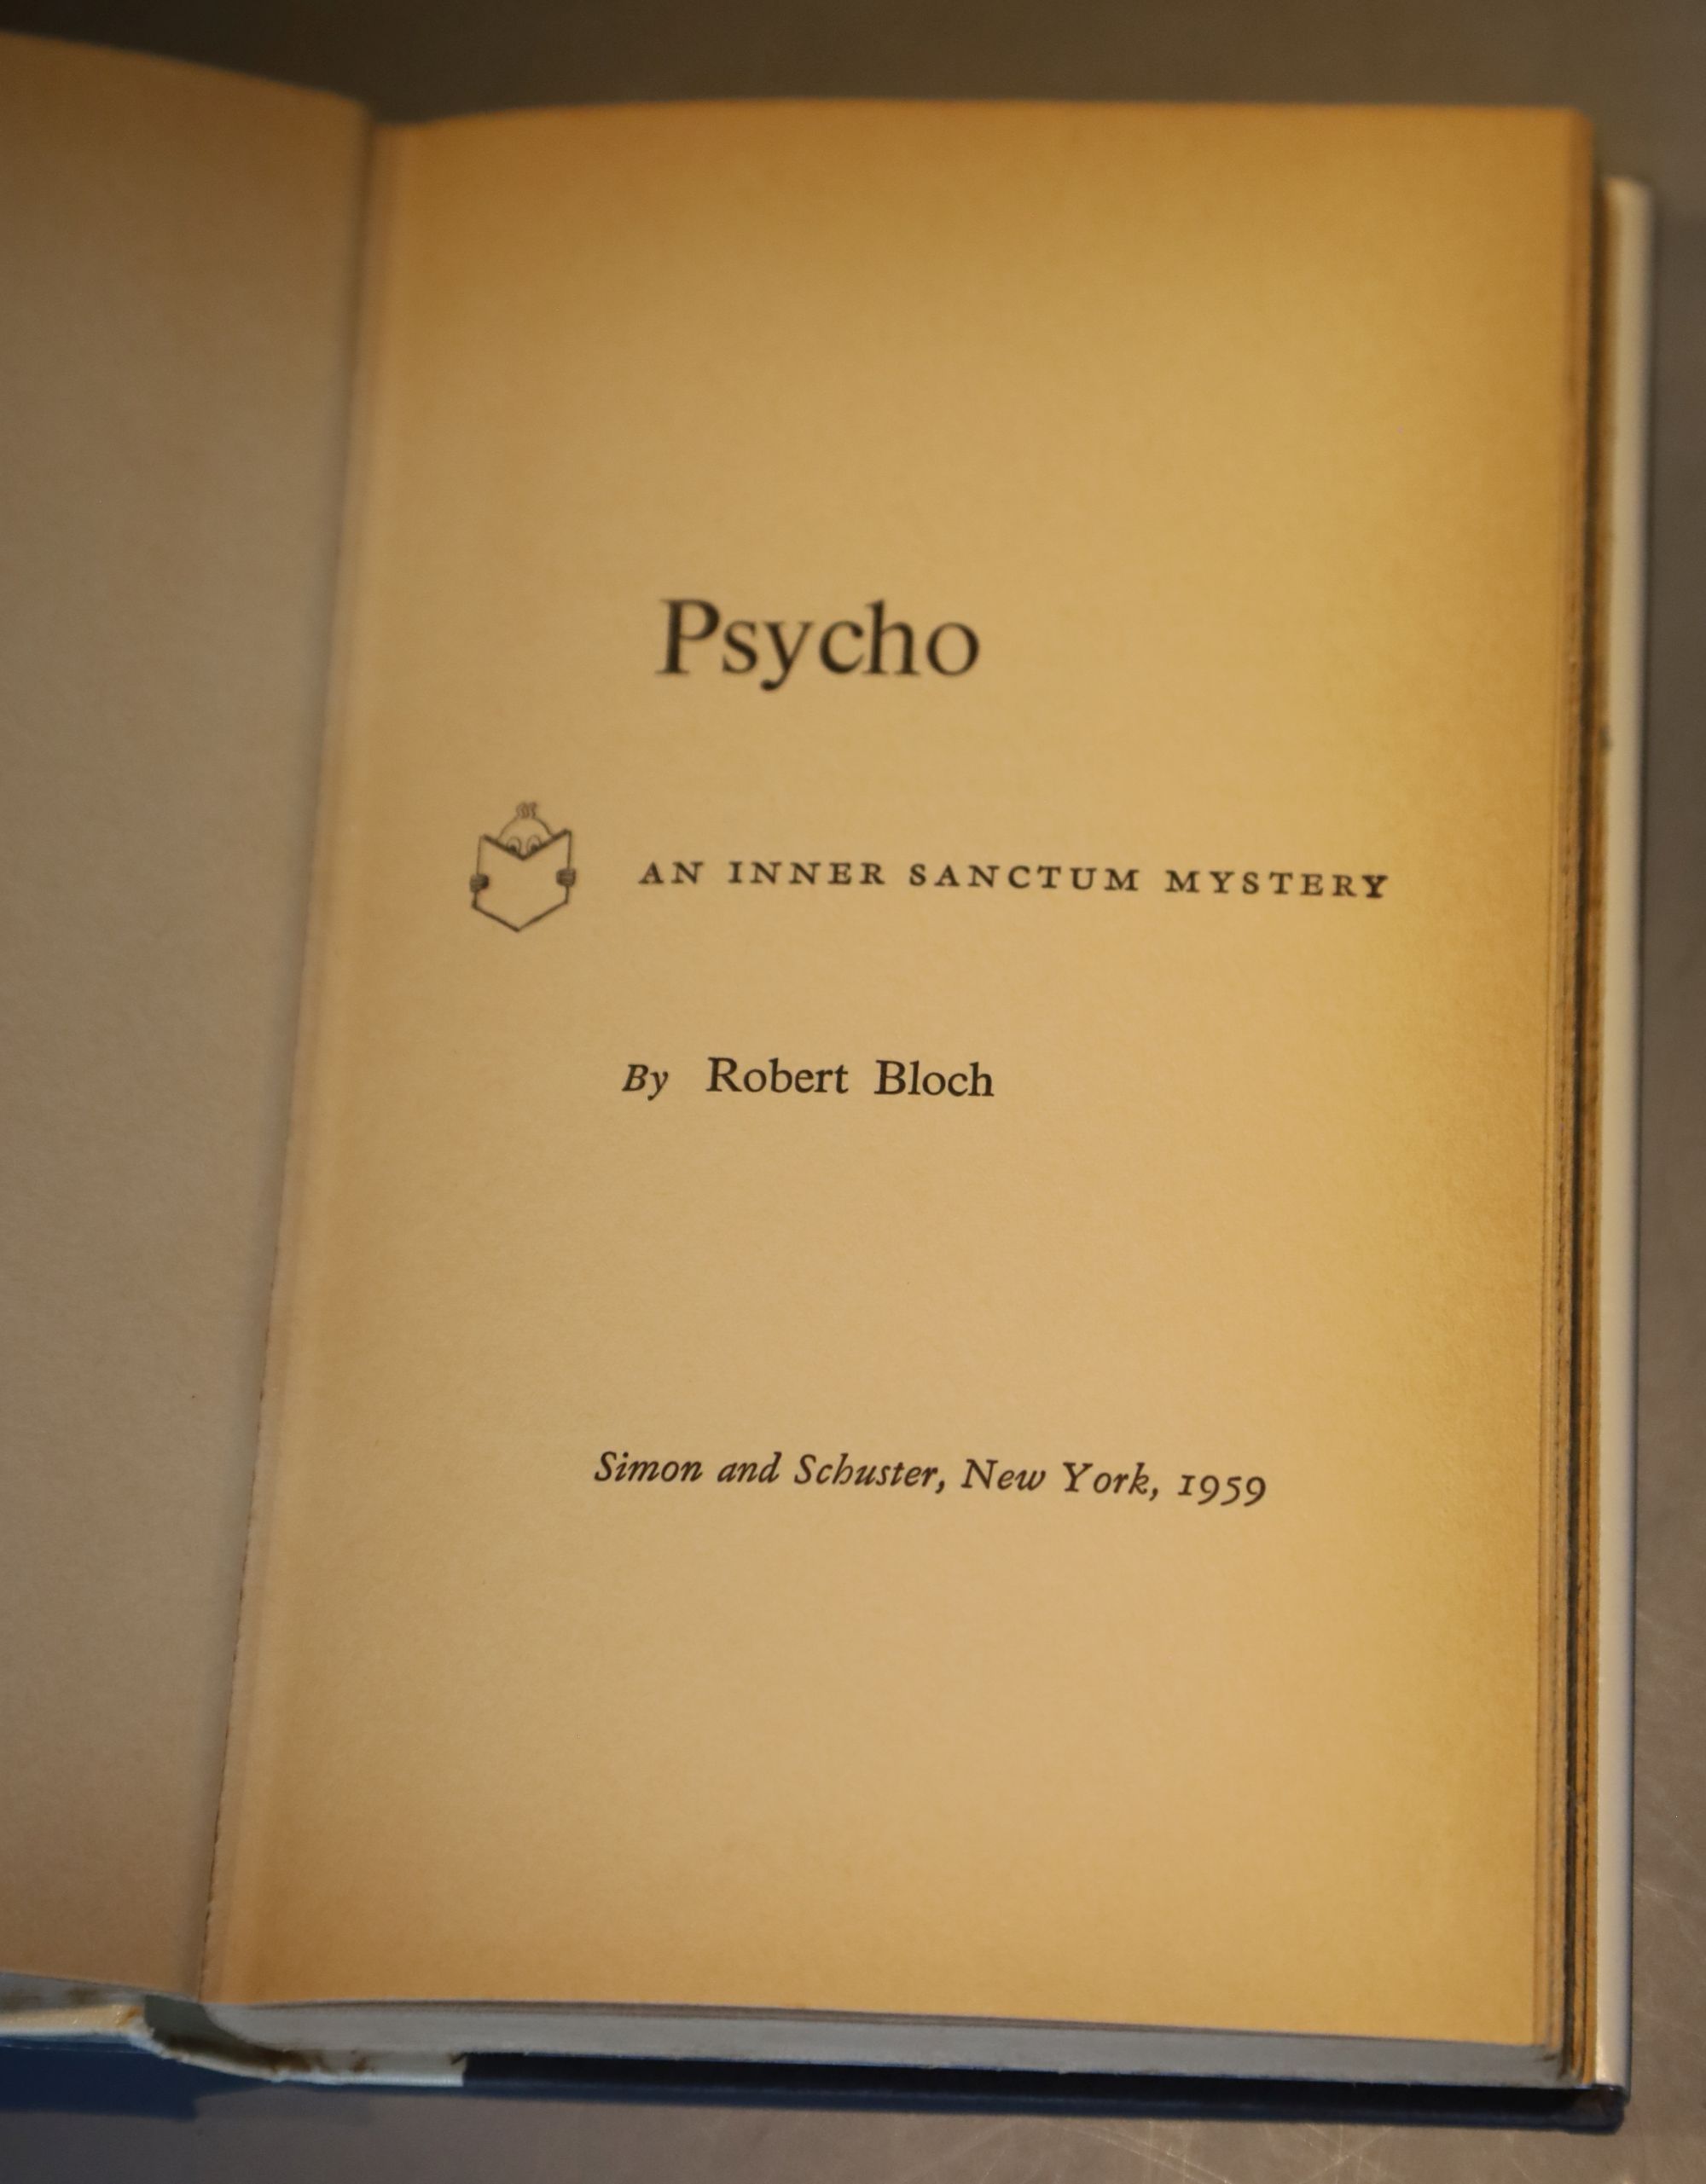 Psycho
AN INNER SANCTUM MYSTERY
By Robert Bloch
Simon and Schuster, New York, 1959